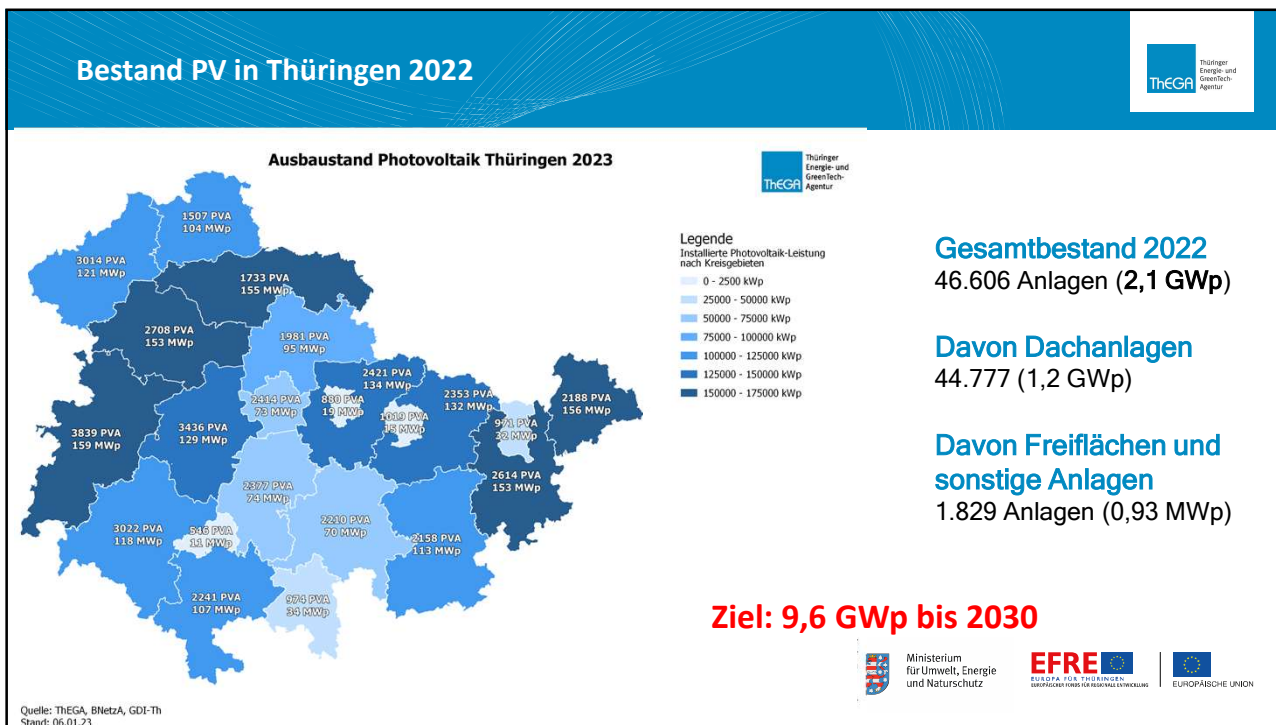 Bestand PV in Thüringen 2022
ThEGA
Thüringer
Energie- und
GreenTech-
Agentur
Ausbaustand Photovoltaik Thüringen 2023
ThEGA
Thüringer
Energie- und
GreenTech-
Agentur
1507 PVA
104 MWp
3014 PVA
121 MWp
1733 PVA
155 MWp
2708 PVA
153 MWp
1981 PVA
95 MWp
2421 PVA
134 MWp
2414 PVA
73 MWp
880 PVA
19 MWp
1019 PVA
15 MWp
2353 PVA
132 MWp
971 PVA
32 MWp
2188 PVA
156 MWp
3839 PVA
159 MWp
3436 PVA
129 MWp
2614 PVA
153 MWp
2377 PVA
74 MWp
2210 PVA
70 MWp
3022 PVA
118 MWp
546 PVA
11 MWp
2158 PVA
113 MWp
2241 PVA
107 MWp
974 PVA
34 MWp
Legende
Installierte Photovoltaik-Leistung
nach Kreisgebieten
0 - 2500 kWp
25000 - 50000 kWp
50000 - 75000 kWp
75000 - 100000 kWp
100000 - 125000 kWp
125000 - 150000 kWp
150000 - 175000 kWp
Gesamtbestand 2022
46.606 Anlagen (2,1 GWp)
Davon Dachanlagen
44.777 (1,2 GWp)
Davon Freiflächen und
sonstige Anlagen
1.829 Anlagen (0,93 MWp)
Ziel: 9,6 GWp bis 2030
Ministerium
für Umwelt, Energie
und Naturschutz
EFRE
EUROPA FÜR THÜRINGEN
EUROPÄISCHER FONDS FÜR REGIONALE ENTWICKLUNG
EUROPÄISCHE UNION
Quelle: ThEGA, BNetzA, GDI-Th
Stand: 06.01.23